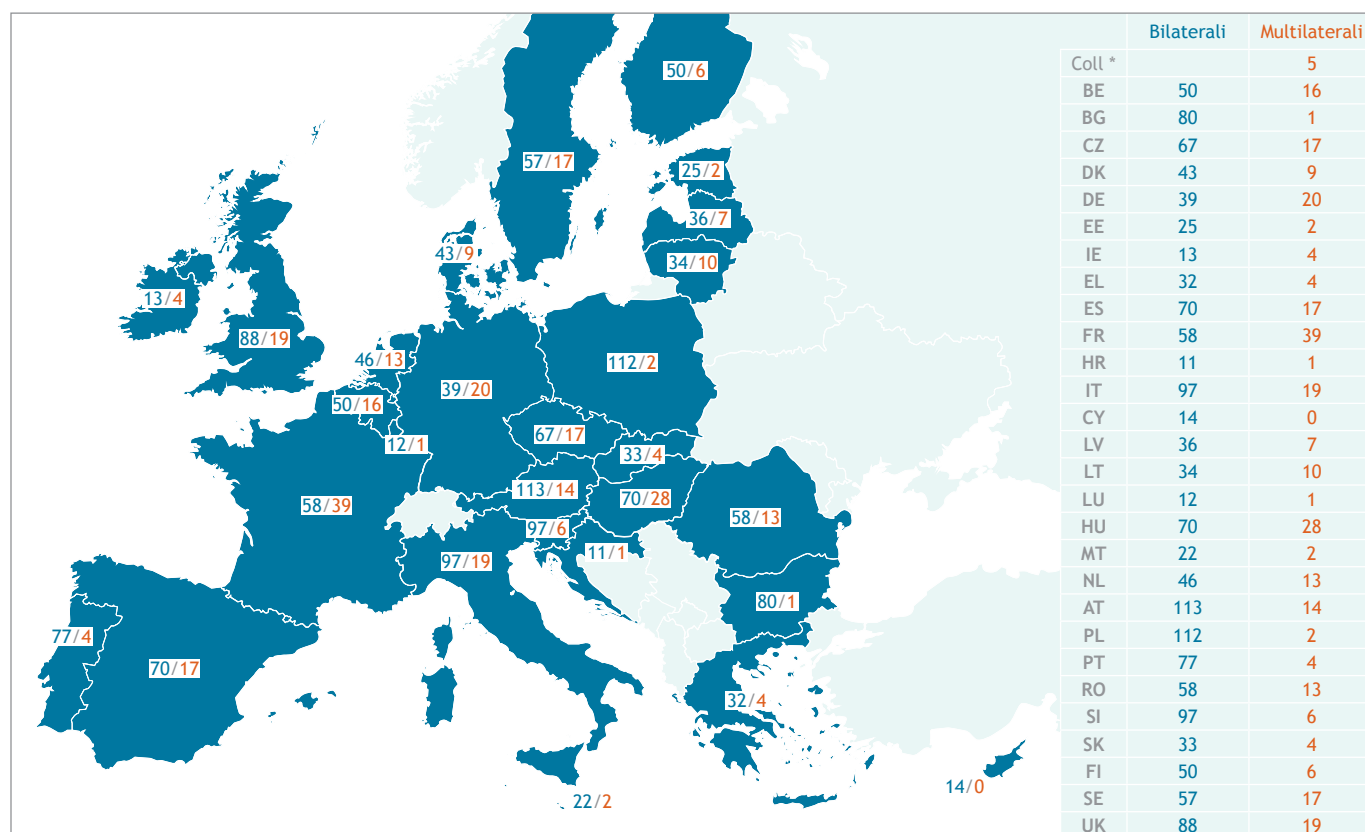 50/6
57/17
25/2
36/7
43/9
34/10
13/4
88/19
46/13
112/2
39/20
50/16
67/17
12/1
33/4
113/14
70/28
58/39
58/13
97/6
11/1
97/19
80/1
77/4
70/17
32/4
14/0
22/2
Bilaterali Multilaterali
Coll * 5
BE 50 16
BG 80 1
CZ 67 17
DK 43 9
DE 39 20
EE 25 2
IE 13 4
EL 32 4
ES 70 17
FR 58 39
HR 11 1
IT 97 19
CY 14 0
LV 36 7
LT 34 10
LU 12 1
HU 70 28
MT 22 2
NL 46 13
AT 113 14
PL 112 2
PT 77 4
RO 58 13
SI 97 6
SK 33 4
FI 50 6
SE 57 17
UK 88 19